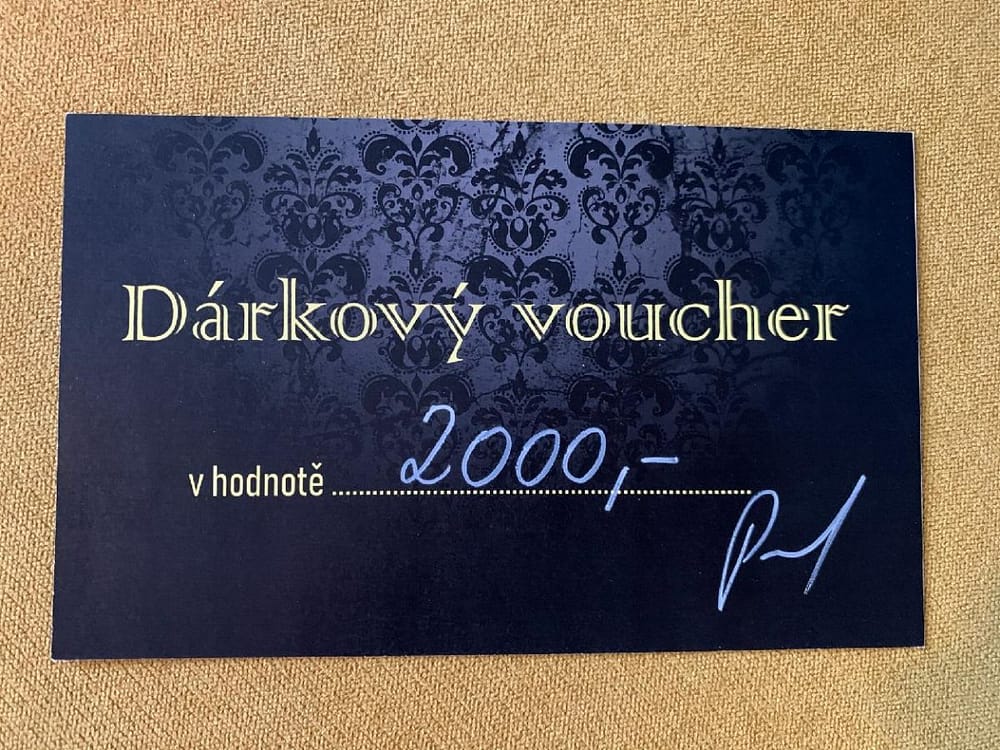 Dárkový voucher
v hodnotě 2000,-